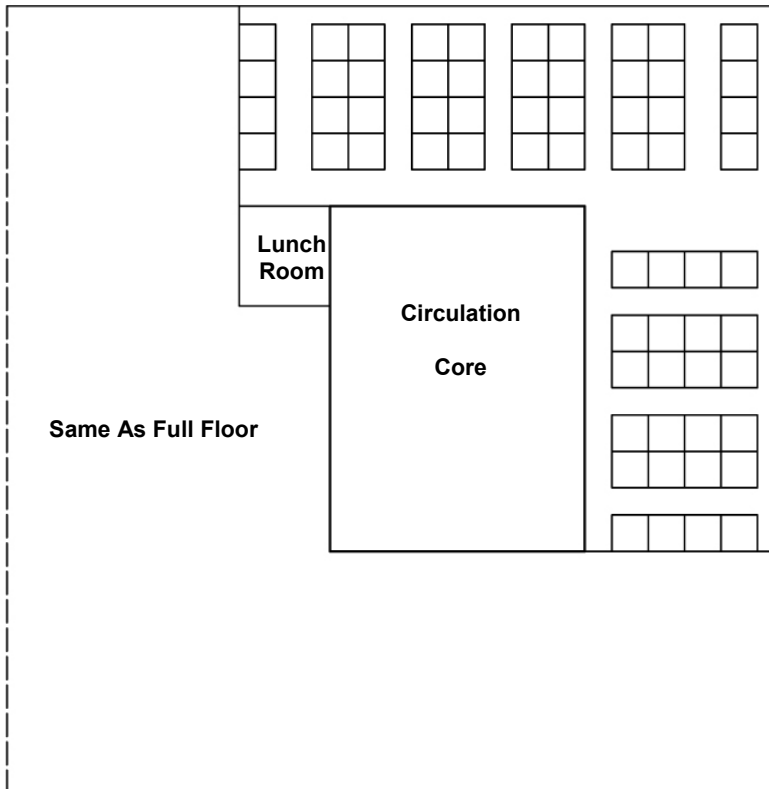 Lunch
Room
Circulation
Core
Same As Full Floor